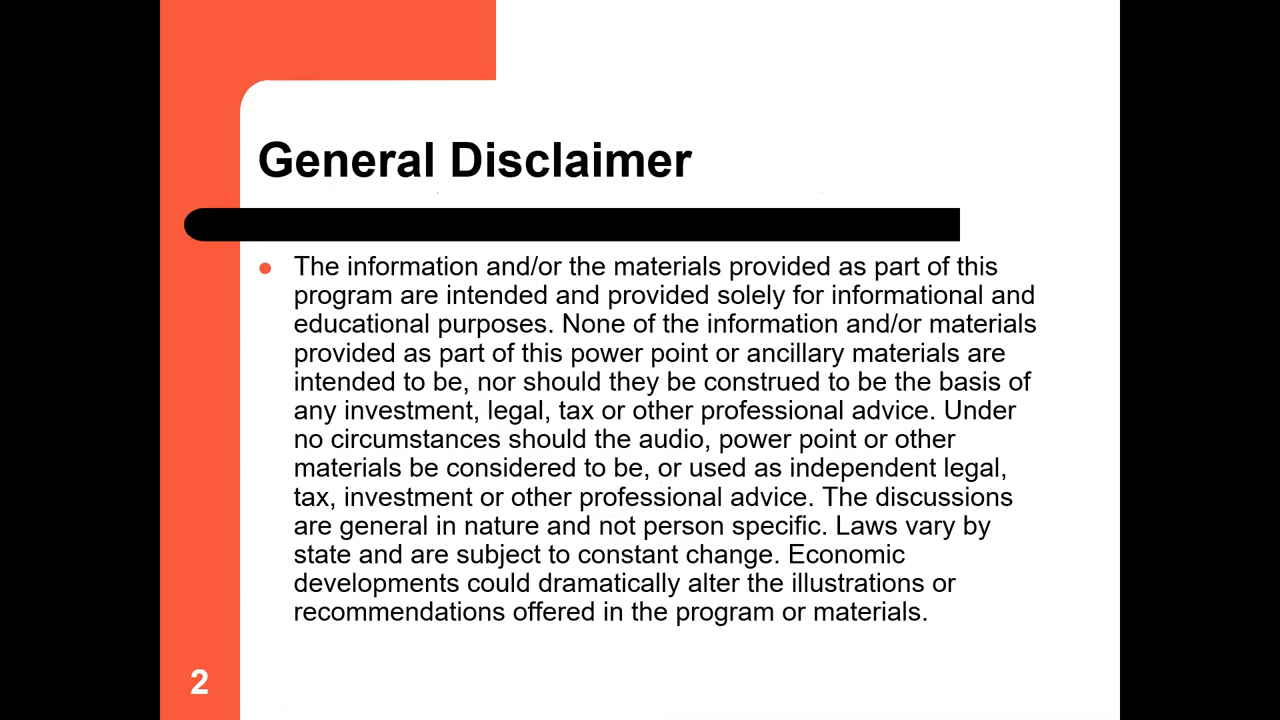 General Disclaimer
The information and/or the materials provided as part of this
program are intended and provided solely for informational and
educational purposes. None of the information and/or materials
provided as part of this power point or ancillary materials are
intended to be, nor should they be construed to be the basis of
any investment, legal, tax or other professional advice. Under
no circumstances should the audio, power point or other
materials be considered to be, or used as independent legal,
tax, investment or other professional advice. The discussions
are general in nature and not person specific. Laws vary by
state and are subject to constant change. Economic
developments could dramatically alter the illustrations or
recommendations offered in the program or materials.
2